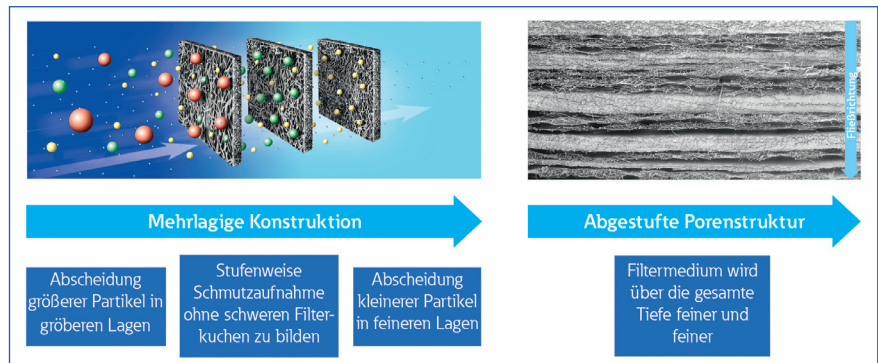 Fließrichtung
Mehrlagige Konstruktion
Abgestufte Porenstruktur
Abscheidung
größerer Partikel in
gröberen Lagen
Stufenweise
Schmutzaufnahme
ohne schweren Filter-
kuchen zu bilden
Abscheidung
kleinerer Partikel
in feineren Lagen
Filtermedium wird
über die gesamte
Tiefe feiner und
feiner